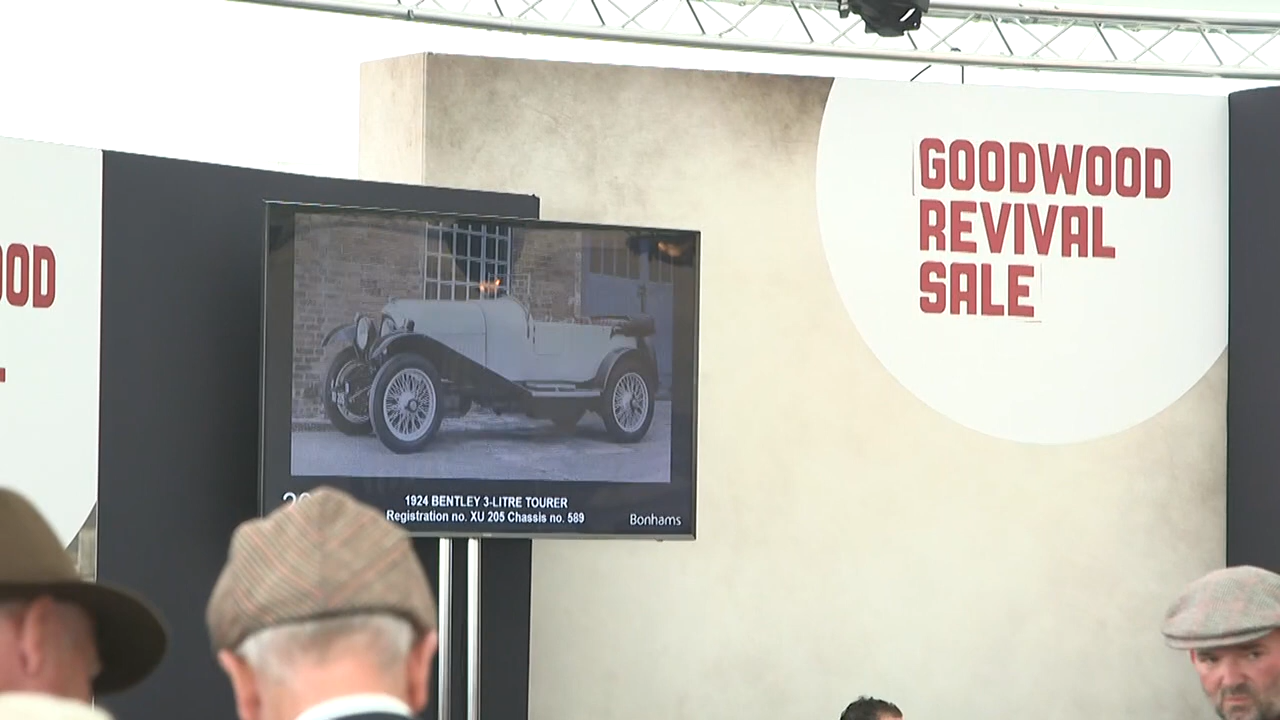 GOODWOOD
REVIVAL
SALE
OOD
1924 BENTLEY 3-LITRE TOURER
Registration no. XU 205 Chassis no. 589
Bonhams